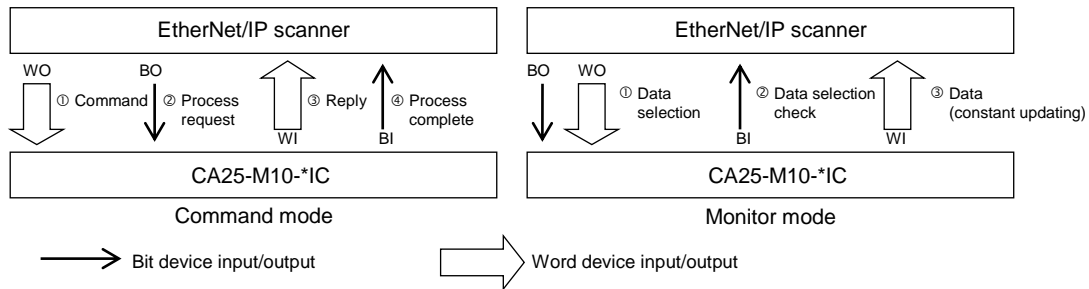 EtherNet/IP scanner
WO
BO
① Command
② Process
request
③ Reply
④ Process
complete
WI
BI
CA25-M10-*IC
Command mode
EtherNet/IP scanner
BO
WO
① Data
selection
② Data selection
check
③ Data
(constant updating)
BI
WI
CA25-M10-*IC
Monitor mode
Bit device input/output
Word device input/output